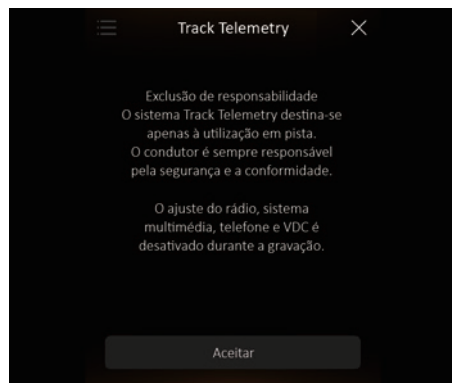 Track Telemetry
Exclusão de responsabilidade
O sistema Track Telemetry destina-se
apenas à utilização em pista.
O condutor é sempre responsável
pela segurança e a conformidade.
O ajuste do rádio, sistema
multimédia, telefone e VDC é
desativado durante a gravação.
Aceitar